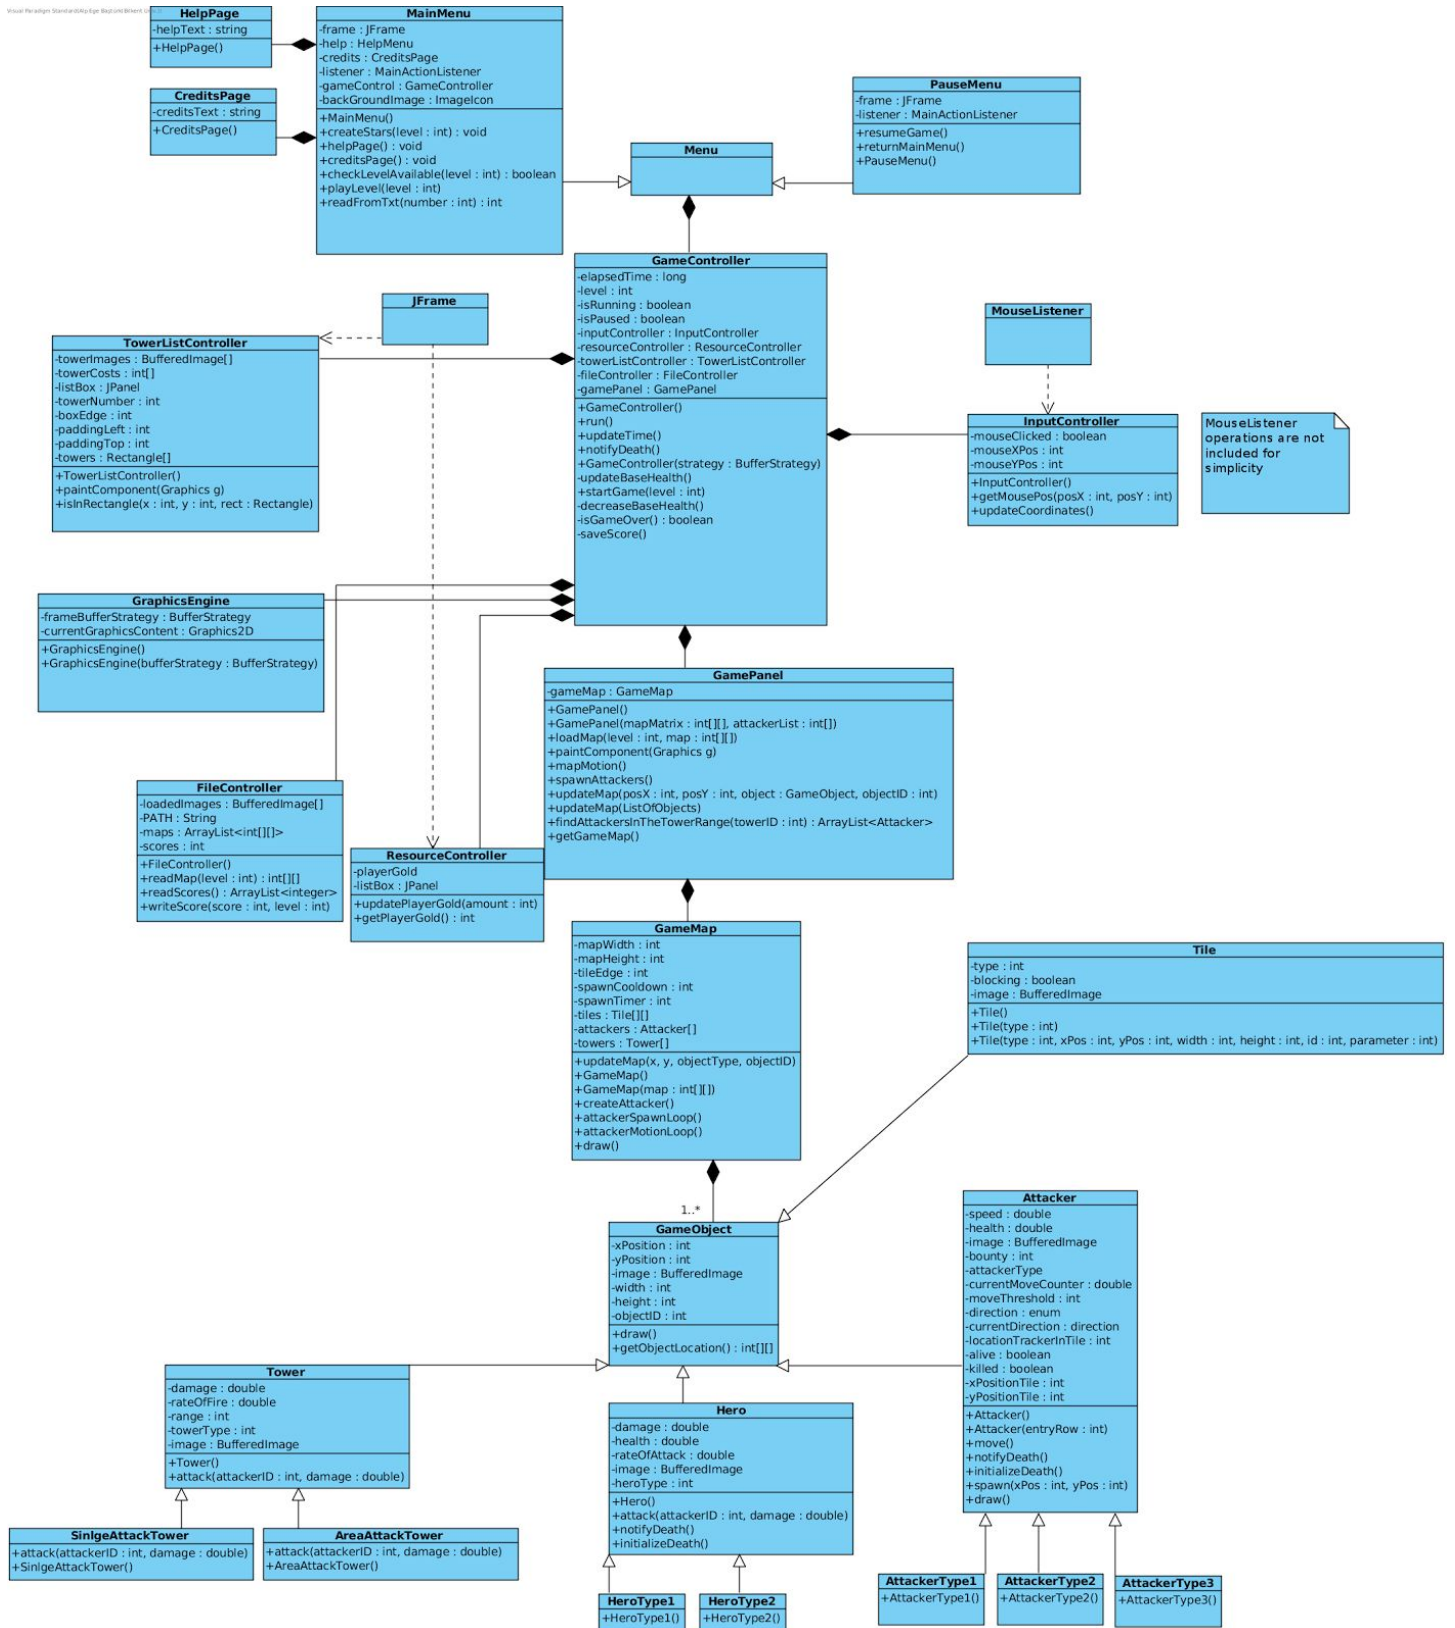 HelpPage
-helpText : string
+HelpPage()
MainMenu
-frame : JFrame
-help : HelpMenu
-credits : CreditsPage
-listener : MainActionListener
-gameControl : GameController
-backGroundImage : ImageIcon
+MainMenu()
+createStars(level : int) : void
+helpPage() : void
+creditsPage() : void
+checkLevelAvailable(level : int) : boolean
+playLevel(level : int)
+readFromTxt(number : int) : int
CreditsPage
-creditsText : string
+CreditsPage()
PauseMenu
-frame : JFrame
-listener : MainActionListener
+resumeGame()
+returnMainMenu()
+PauseMenu()
Menu
GameController
-elapsedTime : long
-level : int
-isRunning : boolean
-isPaused : boolean
-inputController : InputController
-resourceController : ResourceController
-towerListController : TowerListController
-fileController : FileController
-gamePanel : GamePanel
+GameController()
+run()
+updateTime()
+notifyDeath()
+GameController(strategy : BufferStrategy)
-updateBaseHealth()
+startGame(level : int)
-decreaseBaseHealth()
-isGameOver() : boolean
-saveScore()
JFrame
MouseListener
TowerListController
-towerImages : BufferedImage[]
-towerCosts : int[]
-listBox : JPanel
-towerNumber : int
-boxEdge : int
-paddingLeft : int
-paddingTop : int
-towers : Rectangle[]
+TowerListController()
+paintComponent(Graphics g)
+isInRectangle(x : int, y : int, rect : Rectangle)
InputController
-mouseClicked : boolean
-mouseXPos : int
-mouseYPos : int
+InputController()
+getMousePos(posX : int, posY : int)
+updateCoordinates()
MouseListener
operations are not
included for
simplicity
GraphicsEngine
-frameBufferStrategy : BufferStrategy
-currentGraphicsContent : Graphics2D
+GraphicsEngine()
+GraphicsEngine(bufferStrategy : BufferStrategy)
GamePanel
-gameMap : GameMap
+GamePanel()
+GamePanel(mapMatrix : int[][], attackerList : int[])
+loadMap(level : int, map : int[][])
+paintComponent(Graphics g)
+mapMotion()
+spawnAttackers()
+updateMap(posX : int, posY : int, object : GameObject, objectID : int)
+updateMap(ListOfObjects)
+findAttackersInTheTowerRange(towerID : int) : ArrayList<Attacker>
+getGameMap()
FileController
-loadedImages : BufferedImage[]
-PATH : String
-maps : ArrayList<int[][]>
-scores : int
+FileController()
+readMap(level : int) : int[][]
+readScores() : ArrayList<integer>
+writeScore(score : int, level : int)
ResourceController
-playerGold
-listBox : JPanel
+updatePlayerGold(amount : int)
+getPlayerGold() : int
GameMap
-mapWidth : int
-mapHeight : int
-tileEdge : int
-spawnCooldown : int
-spawnTimer : int
-tiles : Tile[][]
-attackers : Attacker[]
-towers : Tower[]
+updateMap(x, y, objectType, objectID)
+GameMap()
+GameMap(map : int[][])
+createAttacker()
+attackerSpawnLoop()
+attackerMotionLoop()
+draw()
Tile
-type : int
-blocking : boolean
-image : BufferedImage
+Tile()
+Tile(type : int)
+Tile(type : int, xPos : int, yPos : int, width : int, height : int, id : int, parameter : int)
1..*
GameObject
-xPosition : int
-yPosition : int
-image : BufferedImage
-width : int
-height : int
-objectID : int
+draw()
+getObjectLocation() : int[][]
Attacker
-speed : double
-health : double
-image : BufferedImage
-bounty : int
-attackerType
-currentMoveCounter : double
-moveThreshold : int
-direction : enum
-currentDirection : direction
-locationTrackerInTile : int
-alive : boolean
-killed : boolean
-xPositionTile : int
-yPositionTile : int
+Attacker()
+Attacker(entryRow : int)
+move()
+notifyDeath()
+initializeDeath()
+spawn(xPos : int, yPos : int)
+draw()
Tower
-damage : double
-rateOfFire : double
-range : int
-towerType : int
-image : BufferedImage
+Tower()
+attack(attackerID : int, damage : double)
Hero
-damage : double
-health : double
-rateOfAttack : double
-image : BufferedImage
-heroType : int
+Hero()
+attack(attackerID : int, damage : double)
+notifyDeath()
+initializeDeath()
SinlgeAttackTower
+attack(attackerID : int, damage : double)
+SinlgeAttackTower()
AreaAttackTower
+attack(attackerID : int, damage : double)
+AreaAttackTower()
HeroType1
+HeroType1()
HeroType2
+HeroType2()
AttackerType1
+AttackerType1()
AttackerType2
+AttackerType2()
AttackerType3
+AttackerType3()